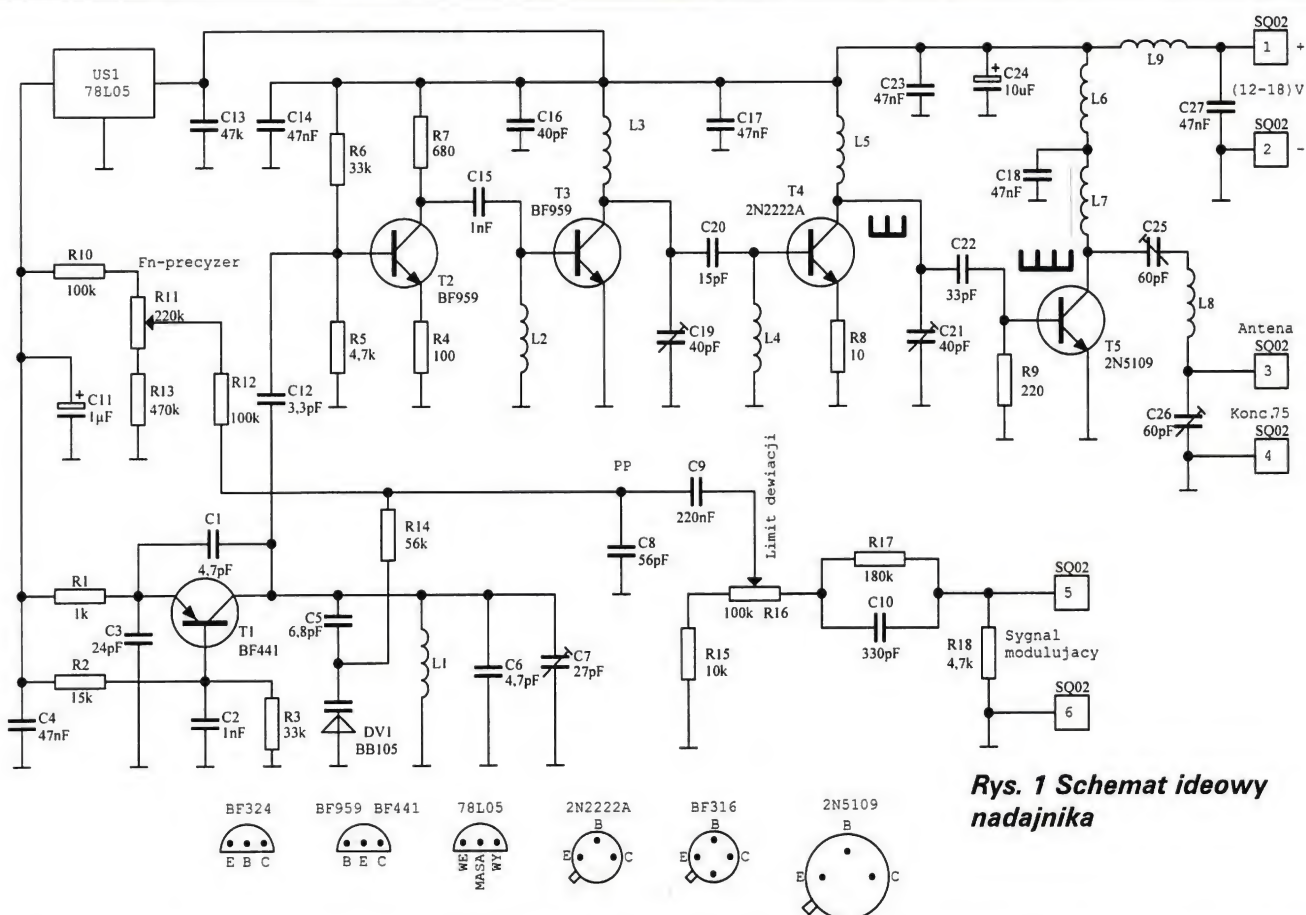 US1
78L05
C13
47k
C14
47nF
R6
33k
R7
680
C16
40pF
L3
C17
47nF
L5
C23
47nF
+
C24
10uF
L6
L9
SQ02
1 +
(12-18)V
C27
47nF
SQ02
2 -
C15
1nF
T3
BF959
T4
2N2222A
C18
47nF
L7
C25
60pF
R10
100k
Fn-precyzer
R11
220k
T2
BF959
C20
15pF
C22
33pF
L8
R5
4,7k
R4
100
L2
C19
40pF
L4
R8
10
C21
40pF
R9
220
T5
2N5109
Antena
SQ02
3
C26
60pF
Konc.75
SQ02
4
+
C11
1µF
R13
470k
R12
100k
C12
3,3pF
PP
C9
220nF
Limit dewiacji
C1
4,7pF
R14
56k
C8
56pF
R17
180k
C10
330pF
SQ02
5
R1
1k
C3
24pF
T1
BF441
C5
6,8pF
L1
C6
4,7pF
C7
27pF
100k R16
R15
10k
R18
4,7k
Sygnal
modulujacy
SQ02
6
R2
15k
C4
47nF
C2
1nF
R3
33k
DV1
BB105
Rys. 1 Schemat ideowy
nadajnika
BF324
E B C
BF959 BF441
B E C
78L05
WE MASA WY
2N2222A
B
E C
BF316
B
E C
2N5109
B
E C